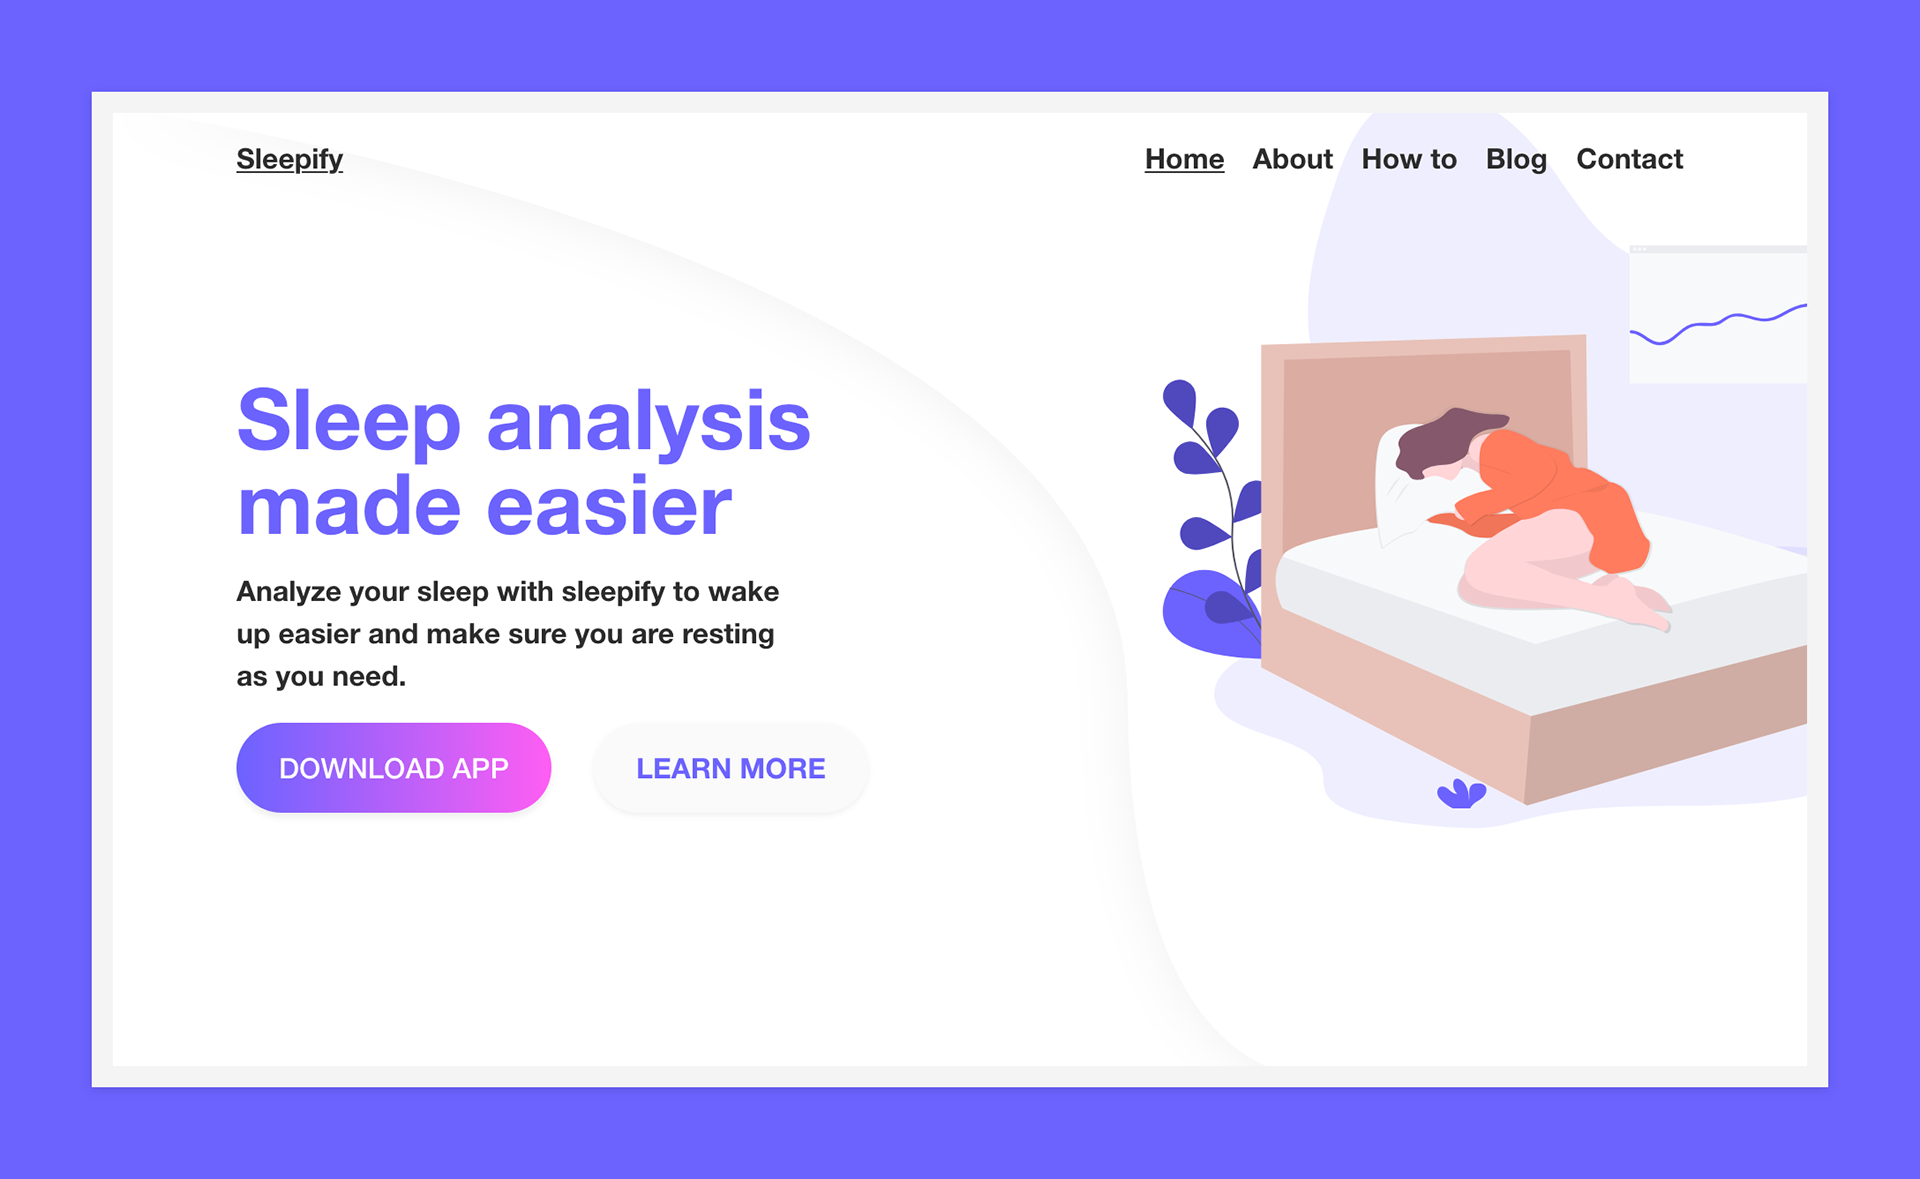 Sleepify
Home About How to Blog Contact
Sleep analysis
made easier
Analyze your sleep with sleepify to wake
up easier and make sure you are resting
as you need.
DOWNLOAD APP
LEARN MORE